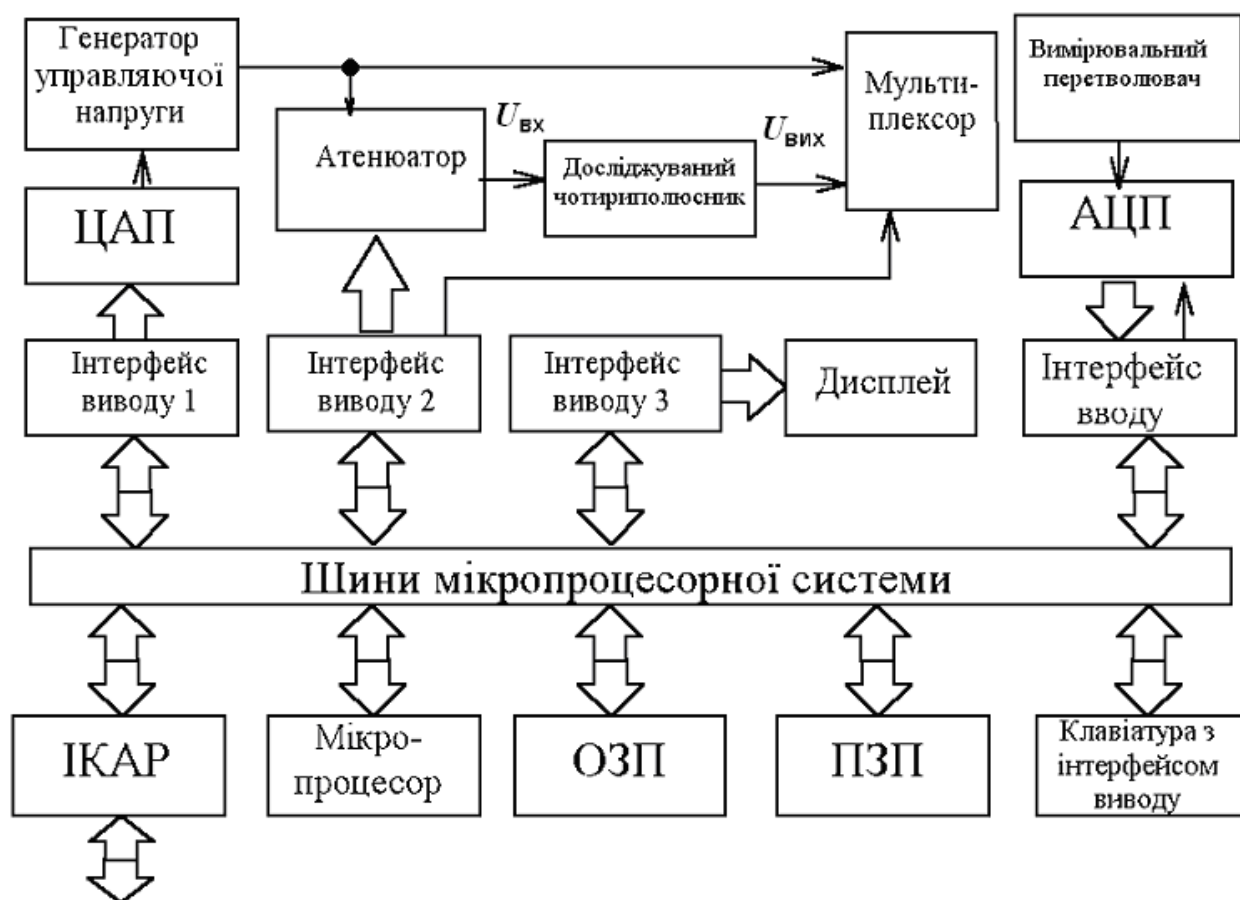 Генератор
управляючої
напруги
Мульти-
плексор
Вимірювальний
перетволювач
Атенюатор
Uвх
Досліджуваний
чотириполюсник
Uвих
ЦАП
АЦП
Інтерфейс
виводу 1
Інтерфейс
виводу 2
Інтерфейс
виводу 3
Дисплей
Інтерфейс
вводу
Шини мікропроцесорної системи
ІКАР
Мікро-
процесор
ОЗП
ПЗП
Клавіатура з
інтерфейсом
виводу